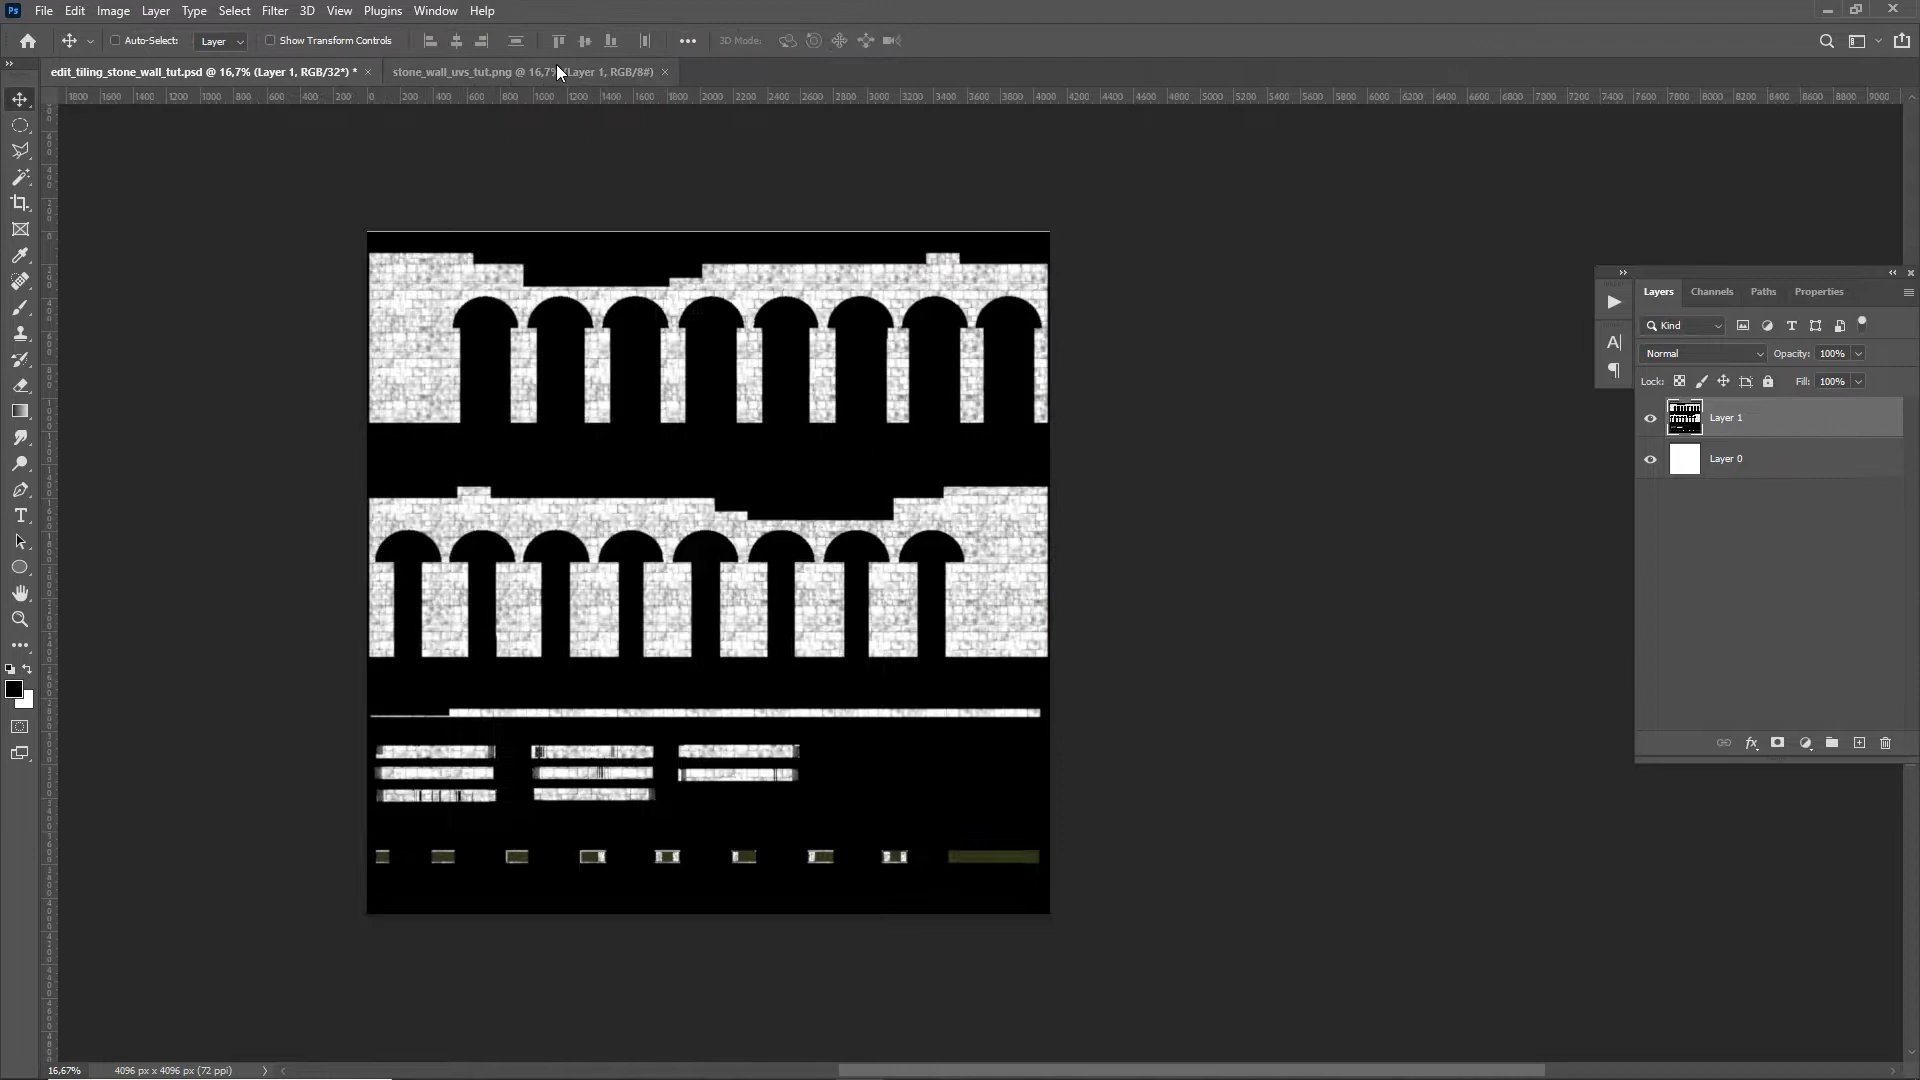 Ps File Edit Image Layer Type Select Filter 3D View Plugins Window Help
Auto-Select: Layer Show Transform Controls 3D Mode:
edit_tiling_stone_wall_tut.psd @ 16,7% (Layer 1, RGB/32*) * stone_wall_uvs_tut.png @ 16,7% (Layer 1, RGB/8#)
1800 1600 1400 1200 1000 800 600 400 200 0 200 400 600 800 1000 1200 1400 1600 1800 2000 2200 2400 2600 2800 3000 3200 3400 3600 3800 4000 4200 4400 4600 4800 5000 5200 5400 5600 5800 6000 6200 6400 6600 6800 7000 7200 7400 7600 7800 8000 8200 8400 8600 8800 9000
Layers Channels Paths Properties
Kind
Normal Opacity: 100%
Lock: Fill: 100%
Layer 1
Layer 0
16,67% 4096 px x 4096 px (72 ppi)